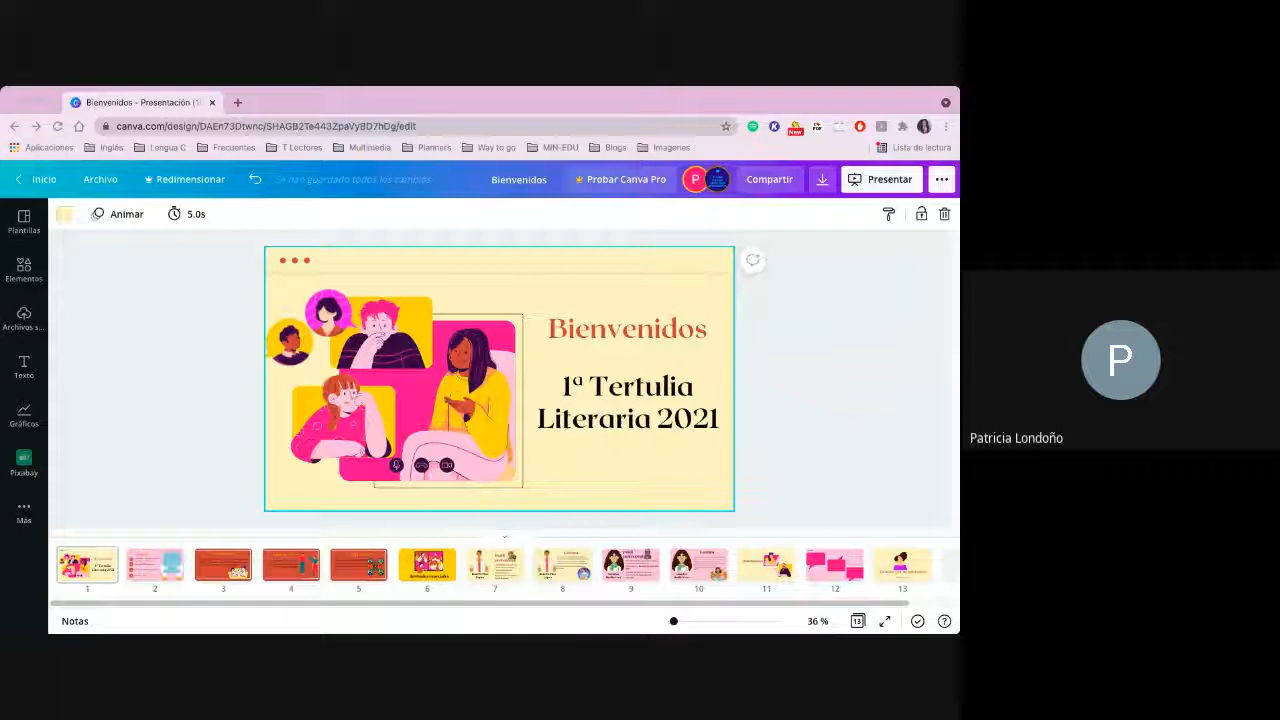 Bienvenidos - Presentación (1
canva.com/design/DAEn73Dtwnc/SHAGB2Te443ZpaVyBD7hDg/edit
New
Aplicaciones Inglés Lengua C Frecuentes T Lectores Multimedia Planners Way to go MIN-EDU Blogs Imagenes Lista de lectura
Inicio Archivo Redimensionar Se han guardado todos los cambios Bienvenidos Probar Canva Pro P Compartir Presentar
Animar 5.0s
Plantillas
Elementos
Archivos s...
Texto
Gráficos
Pixabay
Más
Bienvenidos
1ª Tertulia
Literaria 2021
1 2 3 4 5 6 7 8 9 10 11 12 13
Notas 36 % 13
P
Patricia Londoño